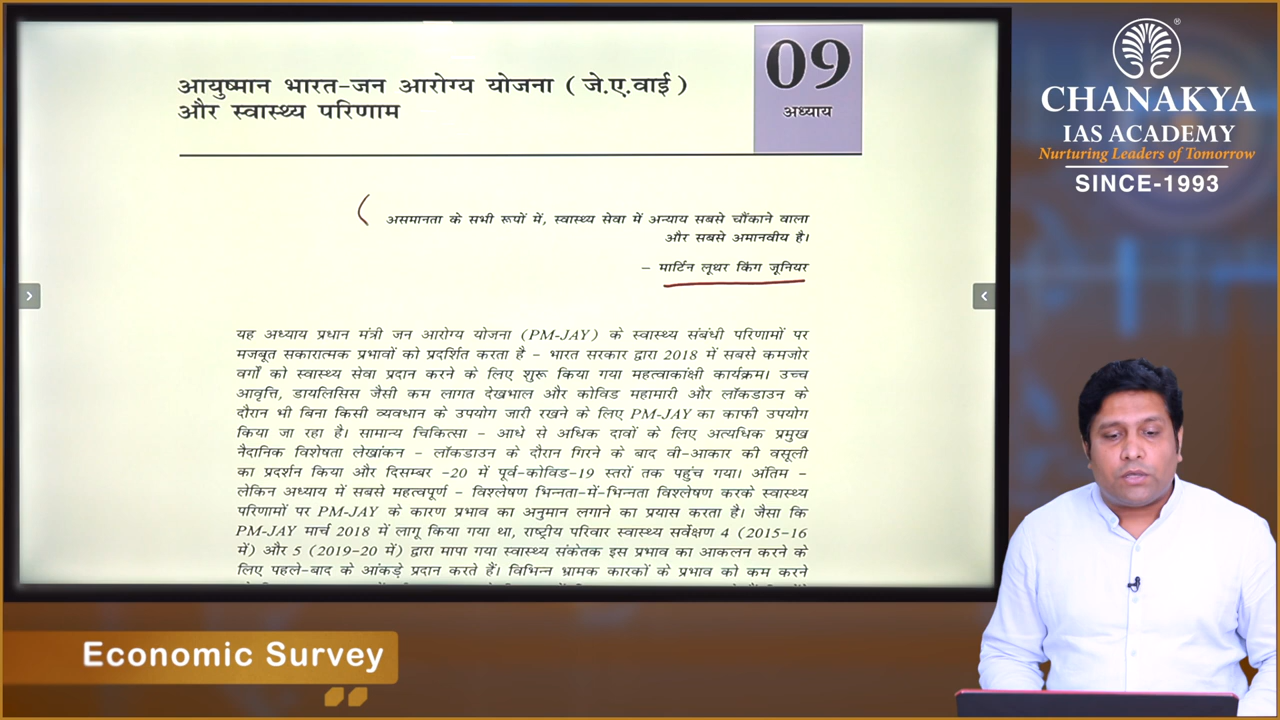 आयुष्मान भारत-जन आरोग्य योजना ( जे.ए.वाई )
और स्वास्थ्य परिणाम
09
अध्याय
असमानता के सभी रूपों में, स्वास्थ्य सेवा में अन्याय सबसे चौंकाने वाला
और सबसे अमानवीय है।
– मार्टिन लूथर किंग जूनियर
यह अध्याय प्रधान मंत्री जन आरोग्य योजना (PM-JAY) के स्वास्थ्य संबंधी परिणामों पर
मजबूत सकारात्मक प्रभावों को प्रदर्शित करता है – भारत सरकार द्वारा 2018 में सबसे कमजोर
वर्गों को स्वास्थ्य सेवा प्रदान करने के लिए शुरू किया गया महत्वाकांक्षी कार्यक्रम। उच्च
आवृत्ति, डायलिसिस जैसी कम लागत देखभाल और कोविड महामारी और लॉकडाउन के
दौरान भी बिना किसी व्यवधान के उपयोग जारी रखने के लिए PM-JAY का काफी उपयोग
किया जा रहा है। सामान्य चिकित्सा – आधे से अधिक दावों के लिए अत्यधिक प्रमुख
नैदानिक विशेषता लेखांकन – लॉकडाउन के दौरान गिरने के बाद वी-आकार की वसूली
का प्रदर्शन किया और दिसम्बर -20 में पूर्व-कोविड-19 स्तरों तक पहुंच गया। अंतिम –
लेकिन अध्याय में सबसे महत्वपूर्ण – विश्लेषण भिन्नता-में-भिन्नता विश्लेषण करके स्वास्थ्य
परिणामों पर PM-JAY के कारण प्रभाव का अनुमान लगाने का प्रयास करता है। जैसा कि
PM-JAY मार्च 2018 में लागू किया गया था, राष्ट्रीय परिवार स्वास्थ्य सर्वेक्षण 4 (2015-16
में) और 5 (2019-20 में) द्वारा मापा गया स्वास्थ्य संकेतक इस प्रभाव का आकलन करने के
लिए पहले-बाद के आंकड़े प्रदान करते हैं। विभिन्न भ्रामक कारकों के प्रभाव को कम करने
CHANAKYA
IAS ACADEMY
Nurturing Leaders of Tomorrow
SINCE-1993
Economic Survey